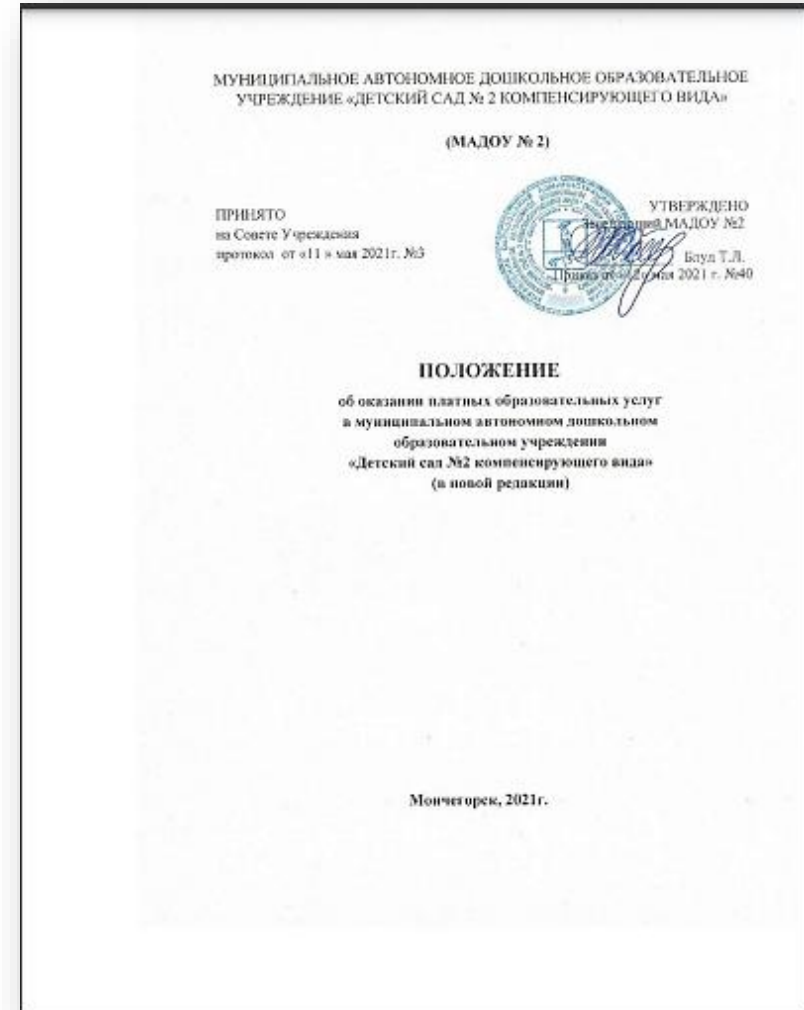 МУНИЦИПАЛЬНОЕ АВТОНОМНОЕ ДОШКОЛЬНОЕ ОБРАЗОВАТЕЛЬНОЕ
УЧРЕЖДЕНИЕ «ДЕТСКИЙ САД № 2 КОМПЕНСИРУЮЩЕГО ВИДА»
(МАДОУ № 2)
ПРИНЯТО
на Совете Учреждения
протокол от «11 » мая 2021г. №3
УТВЕРЖДЕНО
МАДОУ №2
Блуд Т.Л.
мая 2021 г. №40
ПОЛОЖЕНИЕ
об оказании платных образовательных услуг
в муниципальном автономном дошкольном
образовательном учреждении
«Детский сад №2 компенсирующего вида»
(в новой редакции)
Мончегорск, 2021г.